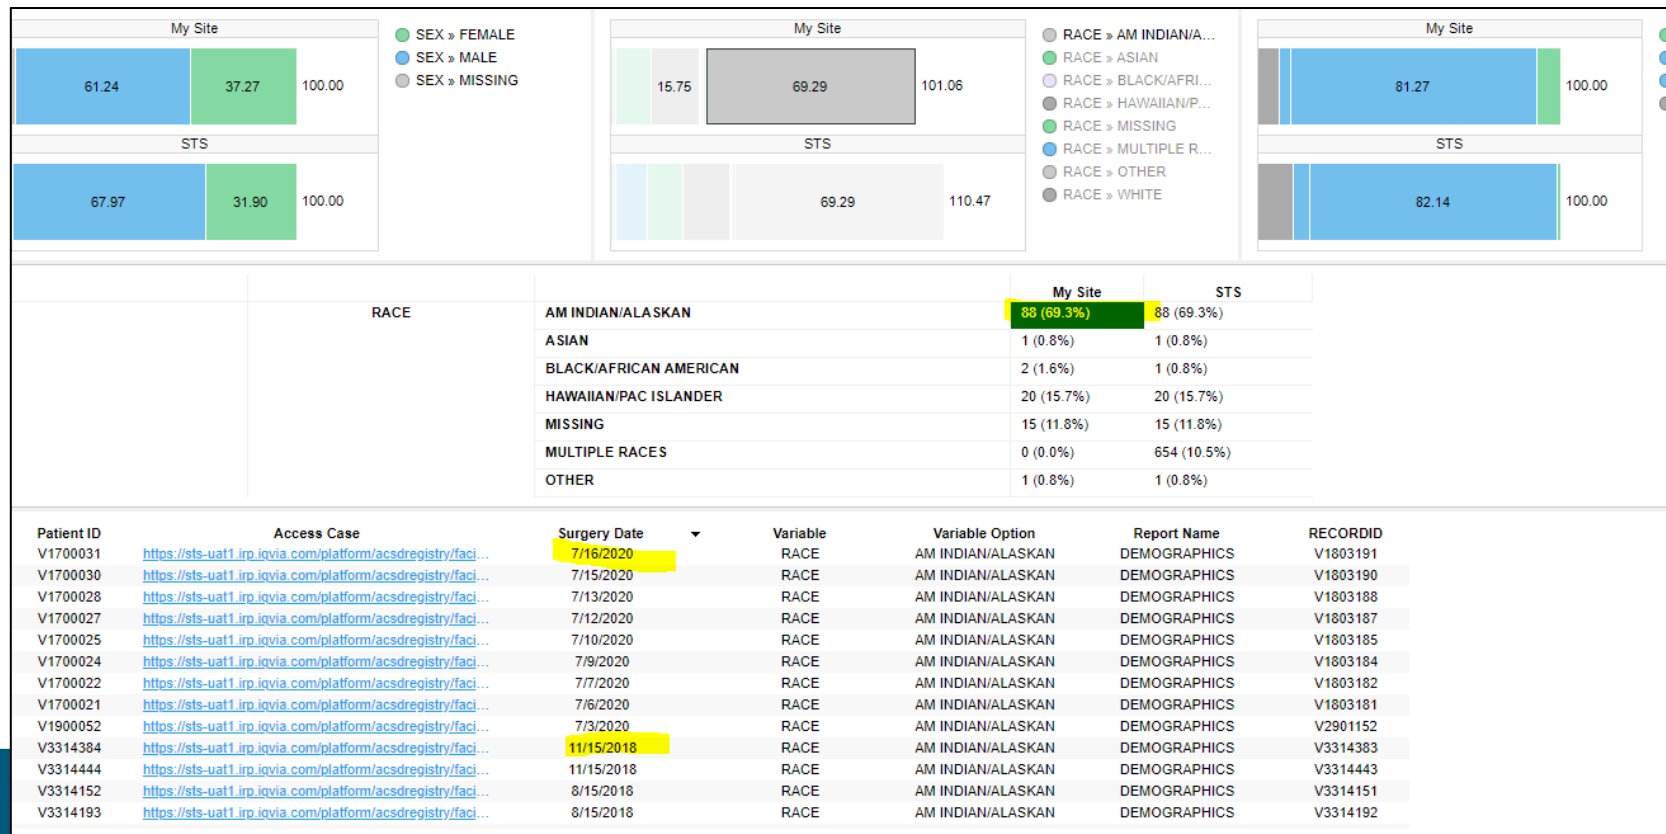 My Site
61.24 37.27 100.00
STS
67.97 31.90 100.00
SEX » FEMALE
SEX » MALE
SEX » MISSING
My Site
15.75 69.29 101.06
STS
69.29 110.47
RACE » AM INDIAN/A...
RACE » ASIAN
RACE » BLACK/AFRI...
RACE » HAWAIIAN/P...
RACE » MISSING
RACE » MULTIPLE R...
RACE » OTHER
RACE » WHITE
My Site
81.27 100.00
STS
82.14 100.00
My Site STS
RACE AM INDIAN/ALASKAN 88 (69.3%) 88 (69.3%)
ASIAN 1 (0.8%) 1 (0.8%)
BLACK/AFRICAN AMERICAN 2 (1.6%) 1 (0.8%)
HAWAIIAN/PAC ISLANDER 20 (15.7%) 20 (15.7%)
MISSING 15 (11.8%) 15 (11.8%)
MULTIPLE RACES 0 (0.0%) 654 (10.5%)
OTHER 1 (0.8%) 1 (0.8%)
Patient ID Access Case Surgery Date Variable Variable Option Report Name RECORDID
V1700031 https://sts-uat1.irp.iqvia.com/platform/acsdregistry/faci... 7/16/2020 RACE AM INDIAN/ALASKAN DEMOGRAPHICS V1803191
V1700030 https://sts-uat1.irp.iqvia.com/platform/acsdregistry/faci... 7/15/2020 RACE AM INDIAN/ALASKAN DEMOGRAPHICS V1803190
V1700028 https://sts-uat1.irp.iqvia.com/platform/acsdregistry/faci... 7/13/2020 RACE AM INDIAN/ALASKAN DEMOGRAPHICS V1803188
V1700027 https://sts-uat1.irp.iqvia.com/platform/acsdregistry/faci... 7/12/2020 RACE AM INDIAN/ALASKAN DEMOGRAPHICS V1803187
V1700025 https://sts-uat1.irp.iqvia.com/platform/acsdregistry/faci... 7/10/2020 RACE AM INDIAN/ALASKAN DEMOGRAPHICS V1803185
V1700024 https://sts-uat1.irp.iqvia.com/platform/acsdregistry/faci... 7/9/2020 RACE AM INDIAN/ALASKAN DEMOGRAPHICS V1803184
V1700022 https://sts-uat1.irp.iqvia.com/platform/acsdregistry/faci... 7/7/2020 RACE AM INDIAN/ALASKAN DEMOGRAPHICS V1803182
V1700021 https://sts-uat1.irp.iqvia.com/platform/acsdregistry/faci... 7/6/2020 RACE AM INDIAN/ALASKAN DEMOGRAPHICS V1803181
V1900052 https://sts-uat1.irp.iqvia.com/platform/acsdregistry/faci... 7/3/2020 RACE AM INDIAN/ALASKAN DEMOGRAPHICS V2901152
V3314384 https://sts-uat1.irp.iqvia.com/platform/acsdregistry/faci... 11/15/2018 RACE AM INDIAN/ALASKAN DEMOGRAPHICS V3314383
V3314444 https://sts-uat1.irp.iqvia.com/platform/acsdregistry/faci... 11/15/2018 RACE AM INDIAN/ALASKAN DEMOGRAPHICS V3314443
V3314152 https://sts-uat1.irp.iqvia.com/platform/acsdregistry/faci... 8/15/2018 RACE AM INDIAN/ALASKAN DEMOGRAPHICS V3314151
V3314193 https://sts-uat1.irp.iqvia.com/platform/acsdregistry/faci... 8/15/2018 RACE AM INDIAN/ALASKAN DEMOGRAPHICS V3314192